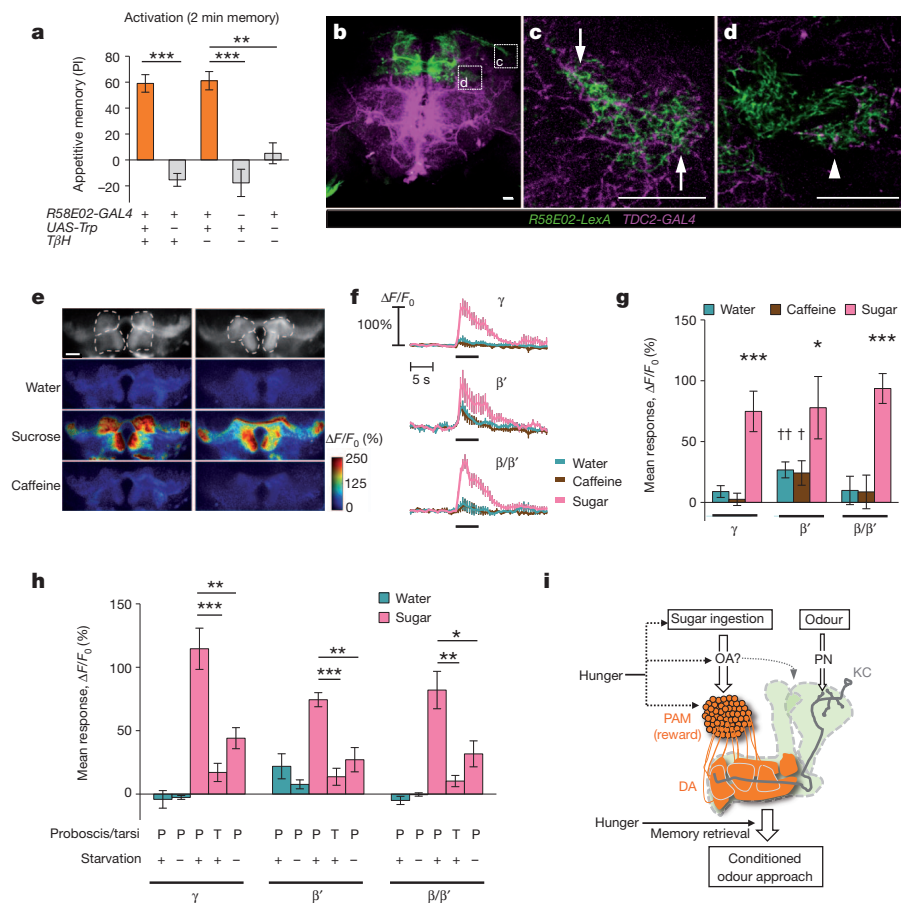 Activation (2 min memory)
a
Appetitive memory (PI)
80
60
40
20
0
−20
***
***
**
R58E02-GAL4 + + + + +
UAS-Trp + − + − −
TβH + + − − −
b
c
d
c
d
R58E02-LexA TDC2-GAL4
e
Water
Sucrose
Caffeine
ΔF/F0 (%)
250
125
0
f
ΔF/F0
100%
5 s
γ
β′
β/β′
Water
Caffeine
Sugar
g
Water Caffeine Sugar
Mean response, ΔF/F0 (%)
150
100
50
0
***
*
***
†† †
γ β′ β/β′
h
Water
Sugar
Mean response, ΔF/F0 (%)
150
100
50
0
**
***
**
***
*
**
Proboscis/tarsi P P P T P P P P T P P P P T P
Starvation + − + + − + − + + − + − + + −
γ β′ β/β′
i
Sugar ingestion
Odour
OA?
PN
KC
Hunger
PAM
(reward)
DA
Hunger
Memory retrieval
Conditioned
odour approach